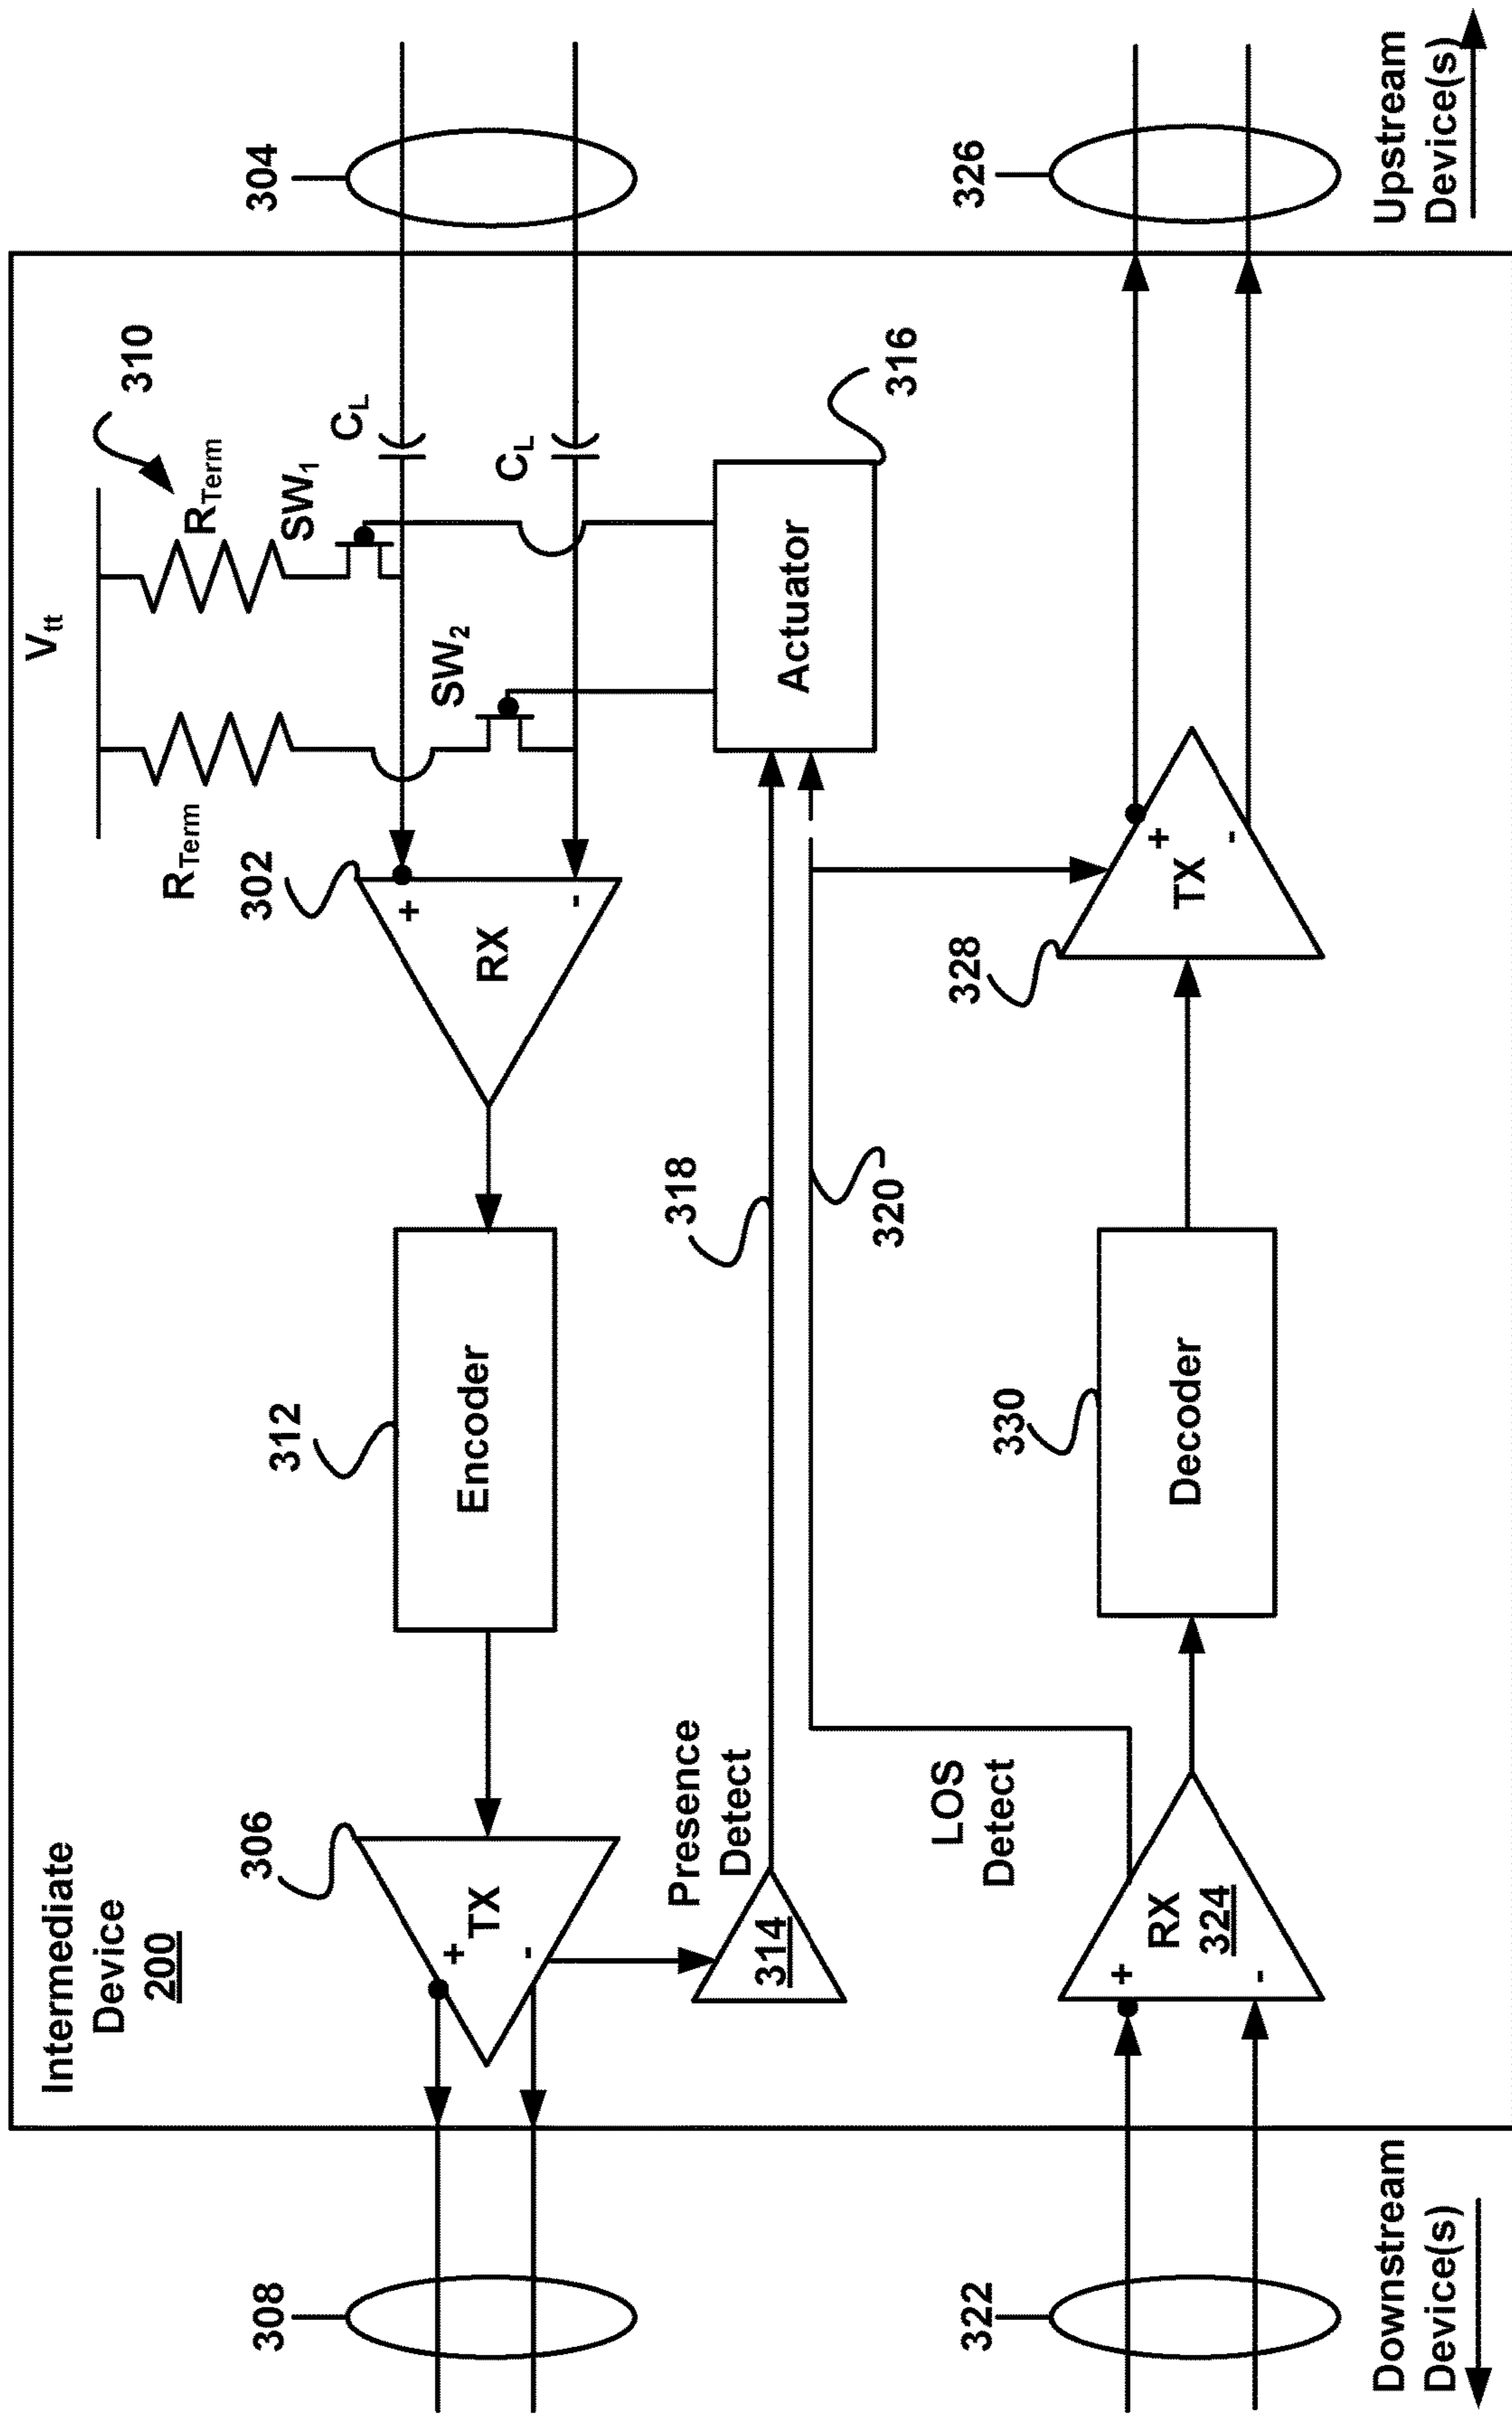 Intermediate
Device
200
V_tt
310
R_Term
R_Term
SW_1
SW_2
C_L
C_L
304
302
+
-
RX
312
Encoder
306
TX
+
-
308
314
Presence
Detect
318
Actuator
316
320
LOS
Detect
322
+
-
RX
324
330
Decoder
328
+
-
TX
326
Downstream
Device(s)
Upstream
Device(s)